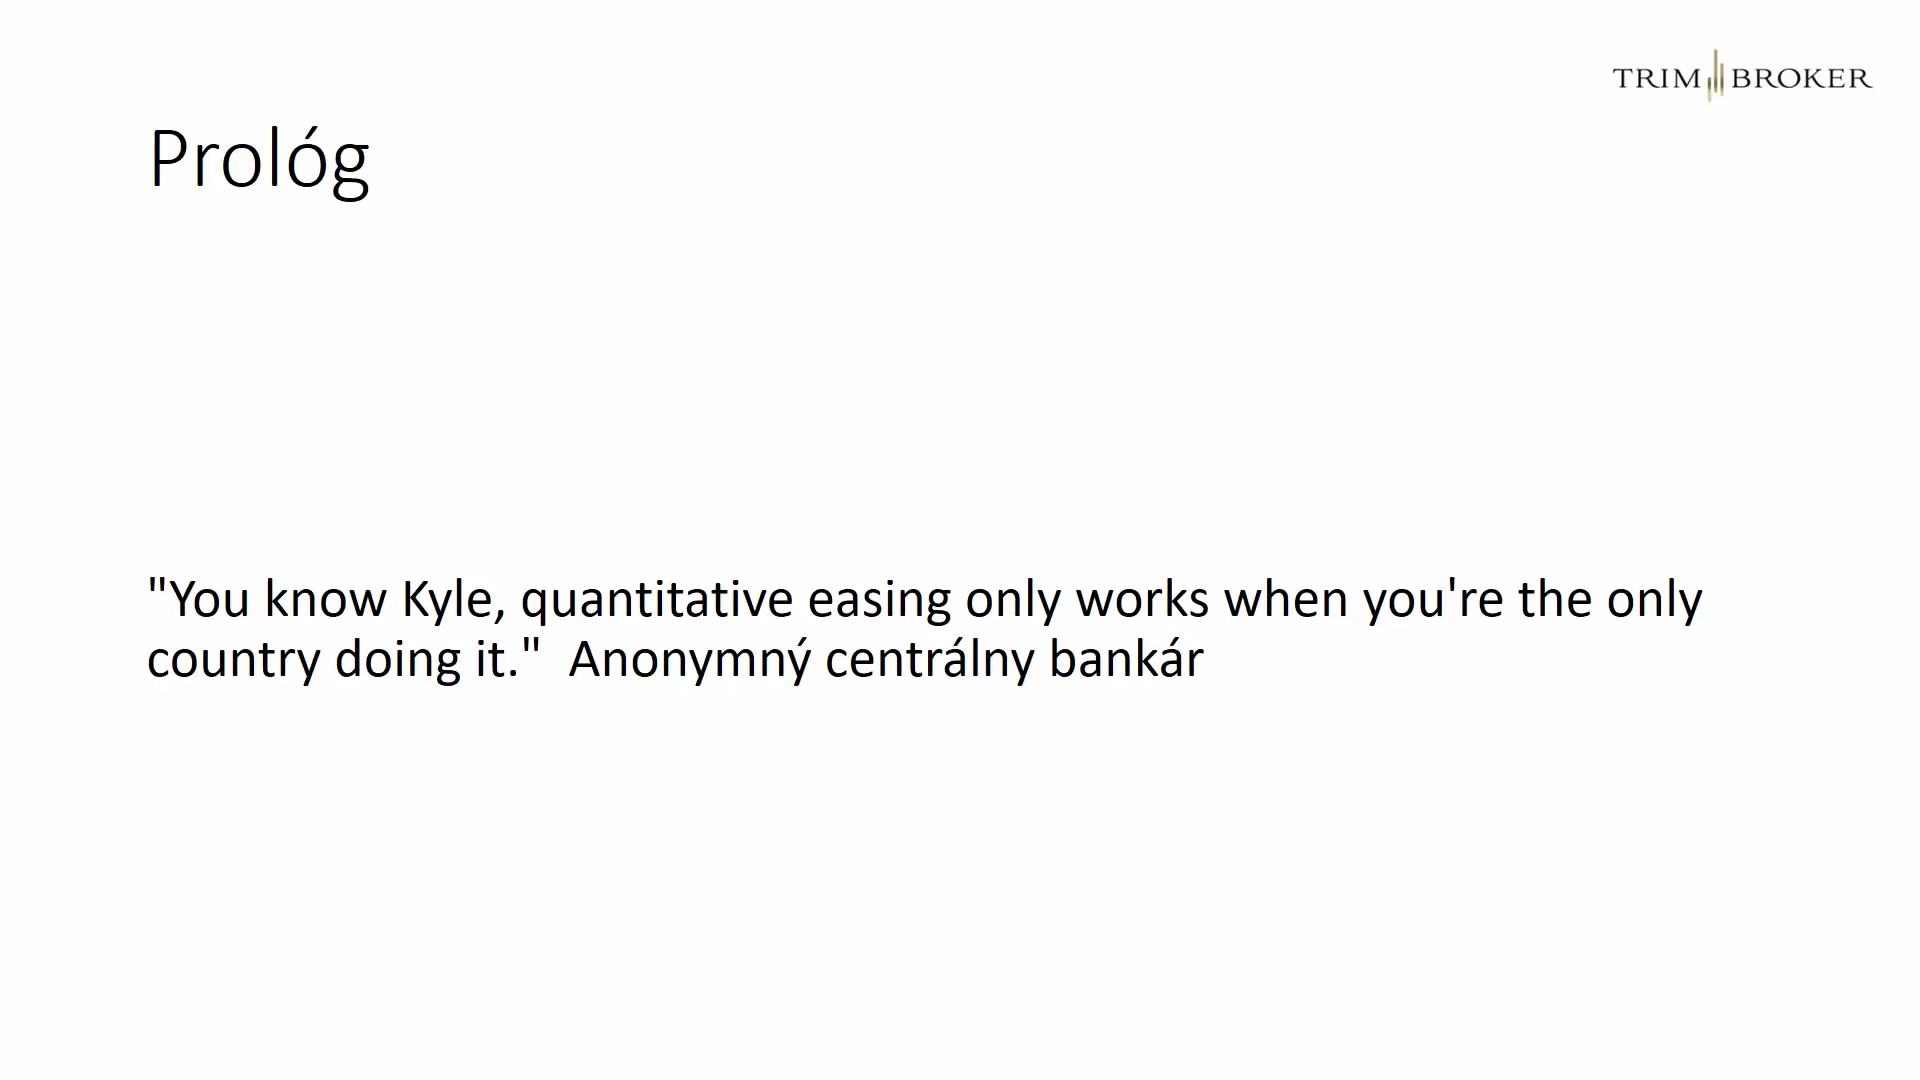 TRIM BROKER
Prológ
"You know Kyle, quantitative easing only works when you're the only
country doing it."  Anonymný centrálny bankár